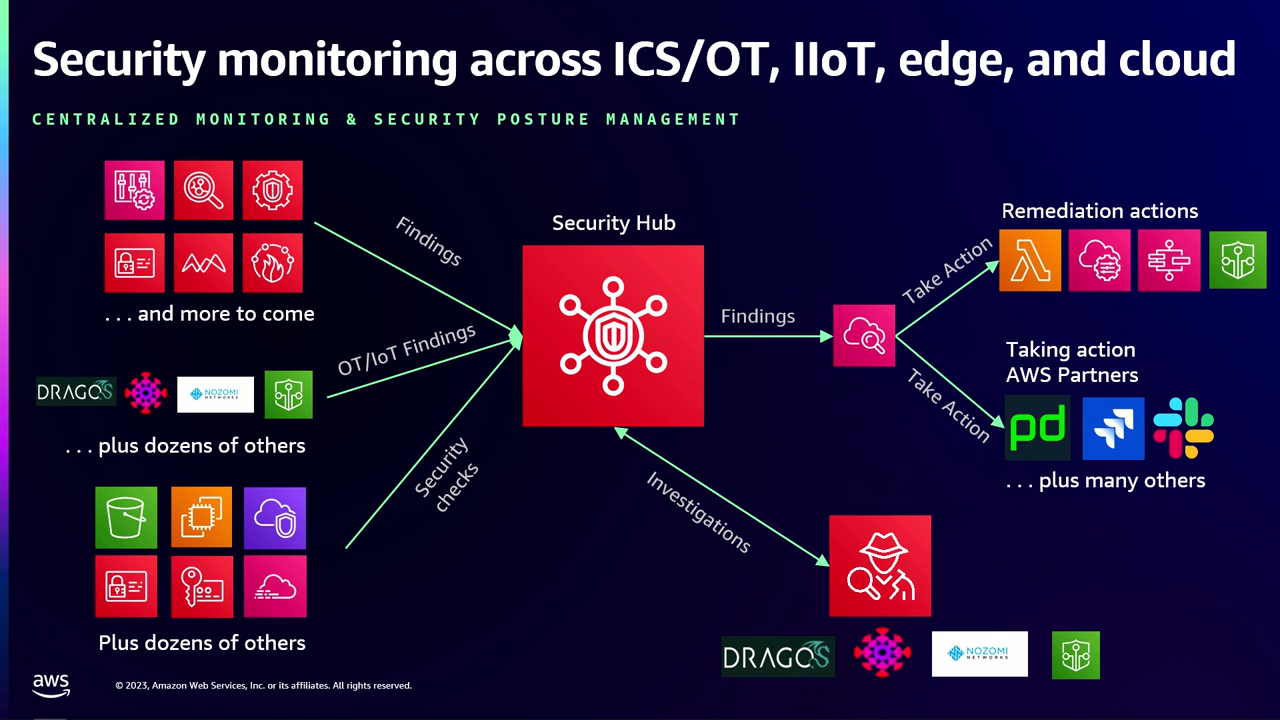 Security monitoring across ICS/OT, IIoT, edge, and cloud
CENTRALIZED MONITORING & SECURITY POSTURE MANAGEMENT
. . . and more to come
DRAGOS
NOZOMI
NETWORKS
. . . plus dozens of others
Plus dozens of others
Findings
OT/IoT Findings
Security
checks
Security Hub
Findings
Investigations
Take Action
Take Action
Remediation actions
Taking action
AWS Partners
pd
. . . plus many others
DRAGOS
NOZOMI
NETWORKS
aws
© 2023, Amazon Web Services, Inc. or its affiliates. All rights reserved.